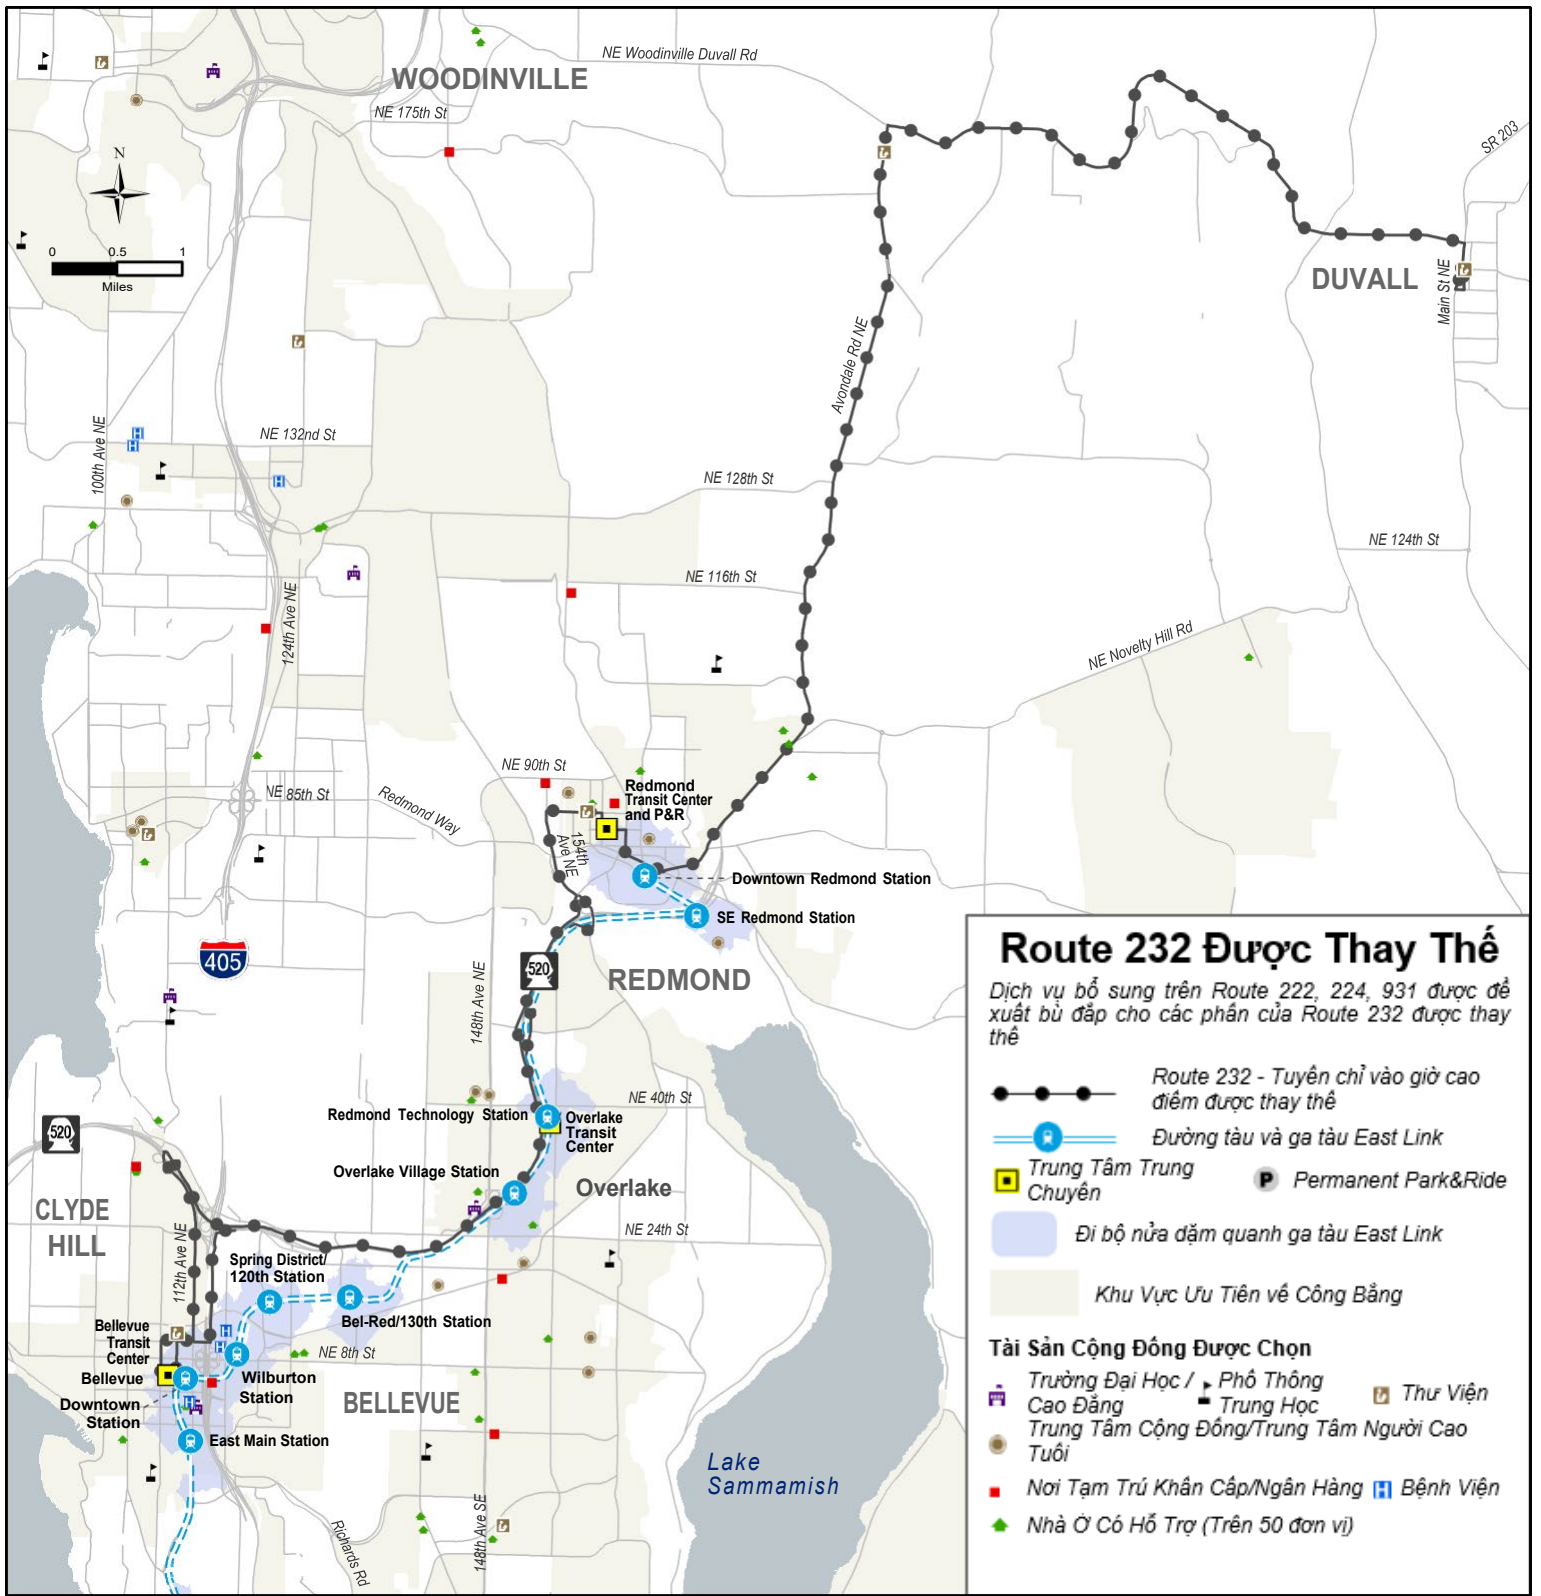 NE Woodinville Duvall Rd
WOODINVILLE
NE 175th St
SR 203
N
0 0.5 1
Miles
DUVALL
Main St NE
Avondale Rd NE
100th Ave NE
NE 132nd St
NE 128th St
NE 124th St
NE 116th St
124th Ave NE
NE Novelty Hill Rd
NE 90th St
Redmond
Transit Center
and P&R
NE 85th St
Redmond Way
154th
Ave NE
Downtown Redmond Station
SE Redmond Station
405
520
REDMOND
148th Ave NE
NE 40th St
Redmond Technology Station
Overlake
Transit
Center
520
Overlake Village Station
Overlake
CLYDE
HILL
112th Ave NE
NE 24th St
Spring District/
120th Station
Bel-Red/130th Station
Bellevue
Transit
Center
NE 8th St
Bellevue
Downtown
Station
Wilburton
Station
BELLEVUE
East Main Station
Lake
Sammamish
148th Ave SE
Richards Rd
Route 232 Được Thay Thế
Dịch vụ bổ sung trên Route 222, 224, 931 được đề
xuất bù đắp cho các phần của Route 232 được thay
thế
Route 232 - Tuyến chỉ vào giờ cao
điểm được thay thế
Đường tàu và ga tàu East Link
Trung Tâm Trung
Chuyển
P Permanent Park&Ride
Đi bộ nửa dặm quanh ga tàu East Link
Khu Vực Ưu Tiên về Công Bằng
Tài Sản Cộng Đồng Được Chọn
Trường Đại Học /
Cao Đẳng
Phổ Thông
Trung Học
Thư Viện
Trung Tâm Cộng Đồng/Trung Tâm Người Cao
Tuổi
Nơi Tạm Trú Khẩn Cấp/Ngân Hàng
H Bệnh Viện
Nhà Ở Có Hỗ Trợ (Trên 50 đơn vị)